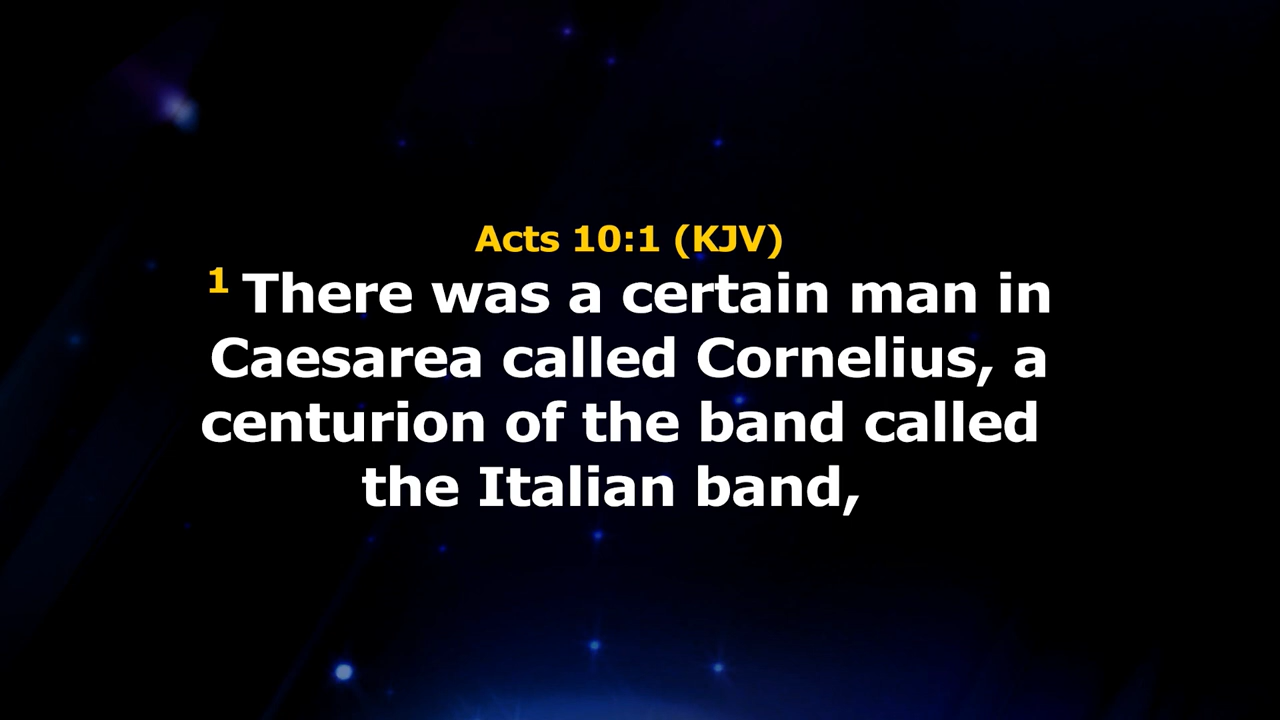 Acts 10:1 (KJV)
1 There was a certain man in
Caesarea called Cornelius, a
centurion of the band called
the Italian band,